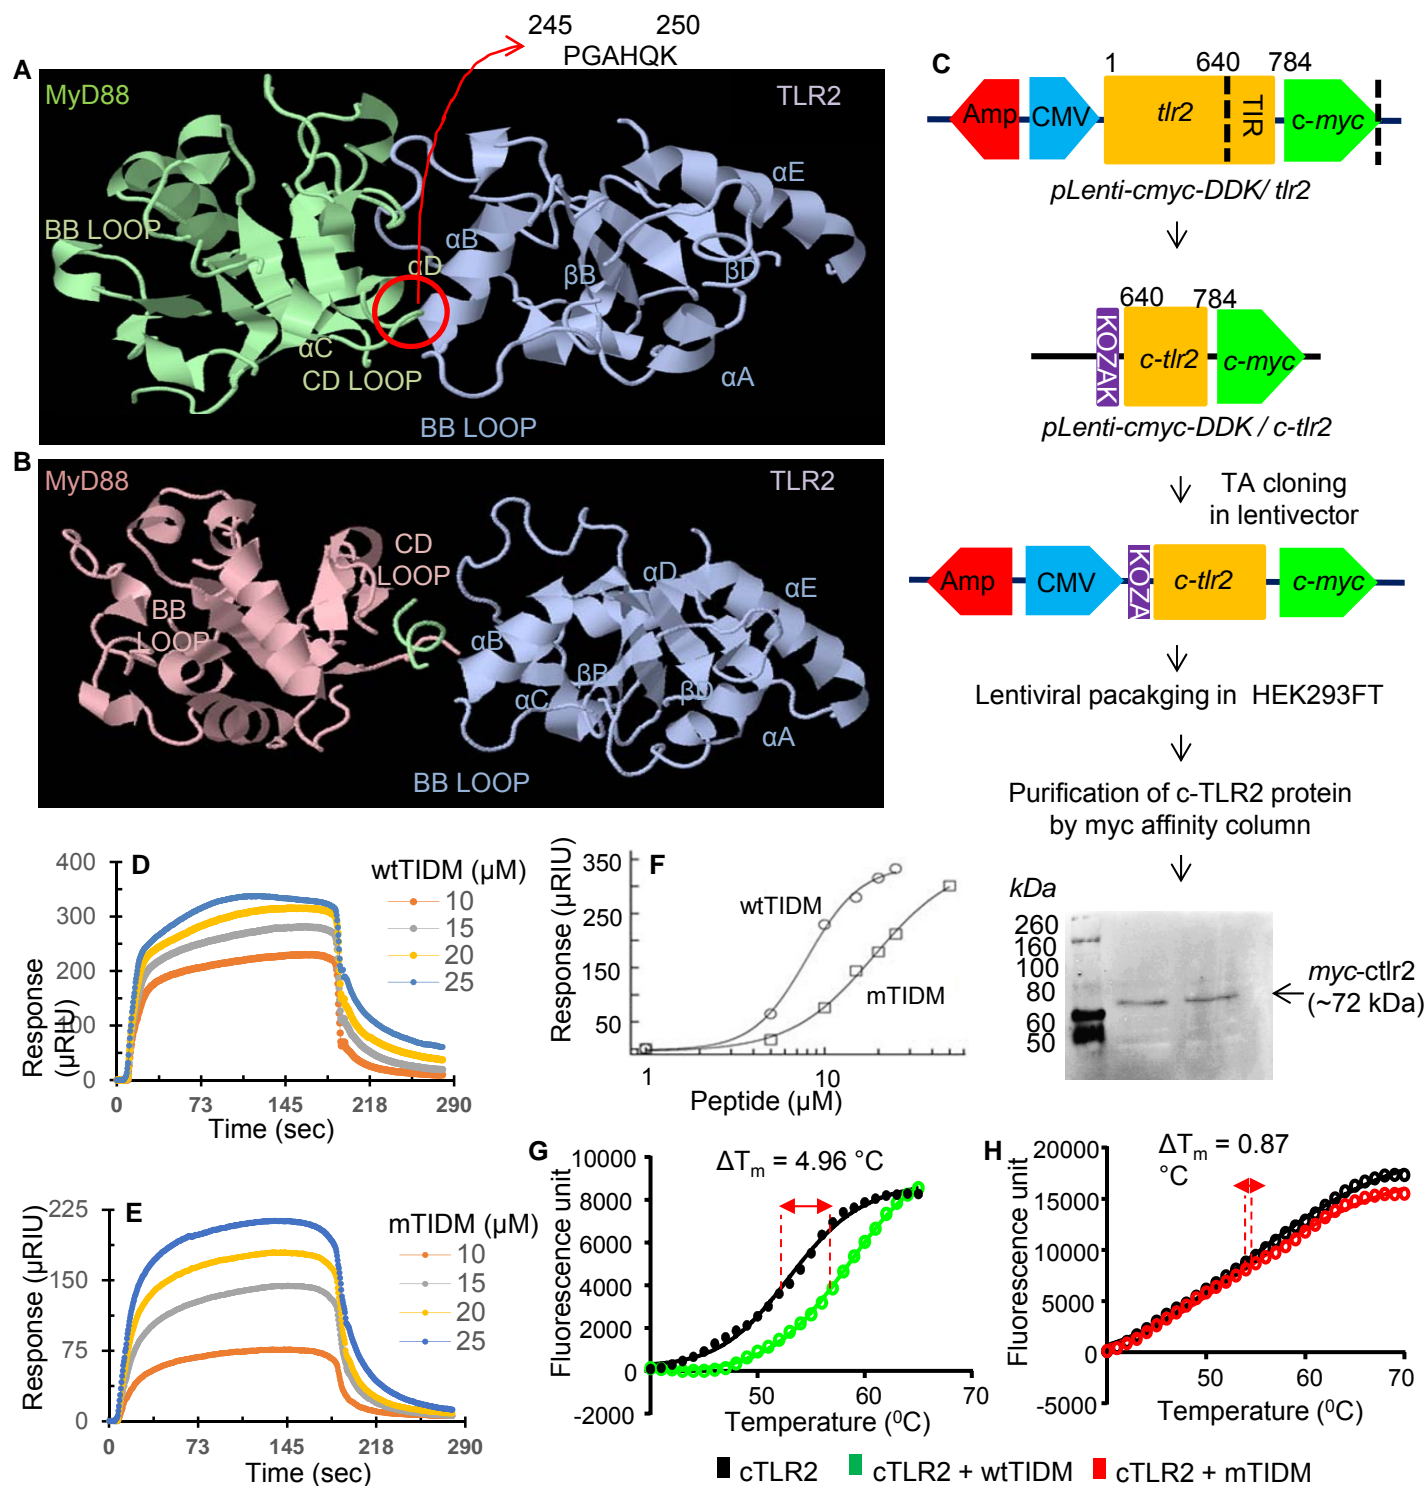 245 250
PGAHQK
A
MyD88
TLR2
BB LOOP
αB
αD
βB
βD
αE
αC
CD LOOP
αA
BB LOOP
B
MyD88
TLR2
CD
LOOP
BB
LOOP
αD
αE
αB
βB
αC
βD
αA
BB LOOP
C
1 640 784
Amp
CMV
tlr2
TIR
c-myc
pLenti-cmyc-DDK/ tlr2
640 784
KOZAK
c-tlr2
c-myc
pLenti-cmyc-DDK / c-tlr2
TA cloning
in lentivector
Amp
CMV
KOZA
c-tlr2
c-myc
Lentiviral pacakging in HEK293FT
Purification of c-TLR2 protein
by myc affinity column
kDa
260
160
100
80
60
50
myc-ctlr2
(~72 kDa)
D
wtTIDM (µM)
10
15
20
25
Response
(µRIU)
400
300
200
100
0
0 73 145 218 290
Time (sec)
E
mTIDM (µM)
10
15
20
25
Response (µRIU)
225
150
75
0
0 73 145 218 290
Time (sec)
F
Response (µRIU)
350
250
150
50
wtTIDM
mTIDM
1 10
Peptide (µM)
G
ΔTm = 4.96 °C
Fluorescence unit
10000
8000
6000
4000
2000
0
-2000
50 60 70
Temperature (⁰C)
H
ΔTm = 0.87
°C
Fluorescence unit
20000
15000
10000
5000
0
-5000
50 60 70
Temperature (⁰C)
cTLR2
cTLR2 + wtTIDM
cTLR2 + mTIDM